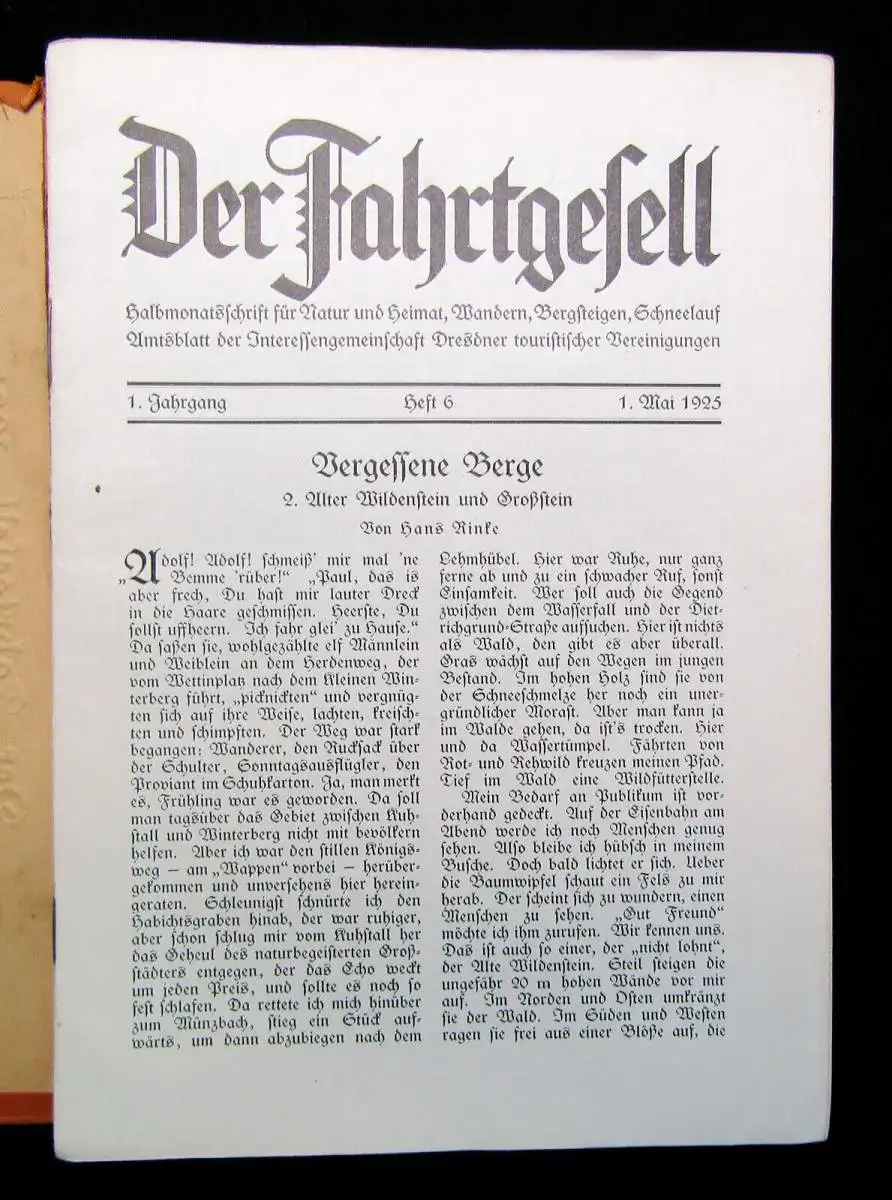 Der Fahrtgesell
Halbmonatsschrift für Natur und Heimat, Wandern, Bergsteigen, Schneelauf
Amtsblatt der Interessengemeinschaft Dresdner touristischer Vereinigungen
1. Jahrgang Heft 6 1. Mai 1925
Vergessene Berge
2. Alter Wildenstein und Großstein
Von Hans Rinke
„Adolf! Adolf! schmeiß' mir mal 'ne
Bemme 'rüber!“ „Paul, das is
aber frech, Du hast mir lauter Dreck
in die Haare geschmissen. Heerste, Du
sollst uffheern. Ich fahr glei' zu Hause.“
Da saßen sie, wohlgezählte elf Männlein
und Weiblein an dem Herdenweg, der
vom Wettinplatz nach dem Kleinen Win-
terberg führt, „picknickten“ und vergnüg-
ten sich auf ihre Weise, lachten, kreisch-
ten und schimpften. Der Weg war stark
begangen: Wanderer, den Rucksack über
der Schulter, Sonntagsausflügler, den
Proviant im Schuhkarton. Ja, man merkt
es, Frühling war es geworden. Da soll
man tagsüber das Gebiet zwischen Kuh-
stall und Winterberg nicht mit bevölkern
helfen. Aber ich war den stillen Königs-
weg — am „Wappen“ vorbei — herüber-
gekommen und unversehens hier herein-
geraten. Schleunigst schnürte ich den
Habichtsgraben hinab, der war ruhiger,
aber schon schlug mir vom Kuhstall her
das Geheul des naturbegeisterten Groß-
städters entgegen, der das Echo weckt
um jeden Preis, und sollte es noch so
fest schlafen. Da rettete ich mich hinüber
zum Münzbach, stieg ein Stück auf-
wärts, um dann abzubiegen nach dem
Lehmhübel. Hier war Ruhe, nur ganz
ferne ab und zu ein schwacher Ruf, sonst
Einsamkeit. Wer soll auch die Gegend
zwischen dem Wasserfall und der Diet-
richgrund-Straße aufsuchen. Hier ist nichts
als Wald, den gibt es aber überall.
Gras wächst auf den Wegen im jungen
Bestand. Im hohen Holz sind sie von
der Schneeschmelze her noch ein uner-
gründlicher Morast. Aber man kann ja
im Walde gehen, da ist's trocken. Hier
und da Wassertümpel. Fährten von
Rot- und Rehwild kreuzen meinen Pfad.
Tief im Wald eine Wildfütterstelle.
Mein Bedarf an Publikum ist vor-
derhand gedeckt. Auf der Eisenbahn am
Abend werde ich noch Menschen genug
sehen. Also bleibe ich hübsch in meinem
Busche. Doch bald lichtet er sich. Ueber
die Baumwipfel schaut ein Fels zu mir
herab. Der scheint sich zu wundern, einen
Menschen zu sehen. „Gut Freund“
möchte ich ihm zurufen. Wir kennen uns.
Das ist auch so einer, der „nicht lohnt“,
der Alte Wildenstein. Steil steigen die
ungefähr 20 m hohen Wände vor mir
auf. Im Norden und Osten umkränzt
sie der Wald. Im Süden und Westen
ragen sie frei aus einer Blöße auf, die